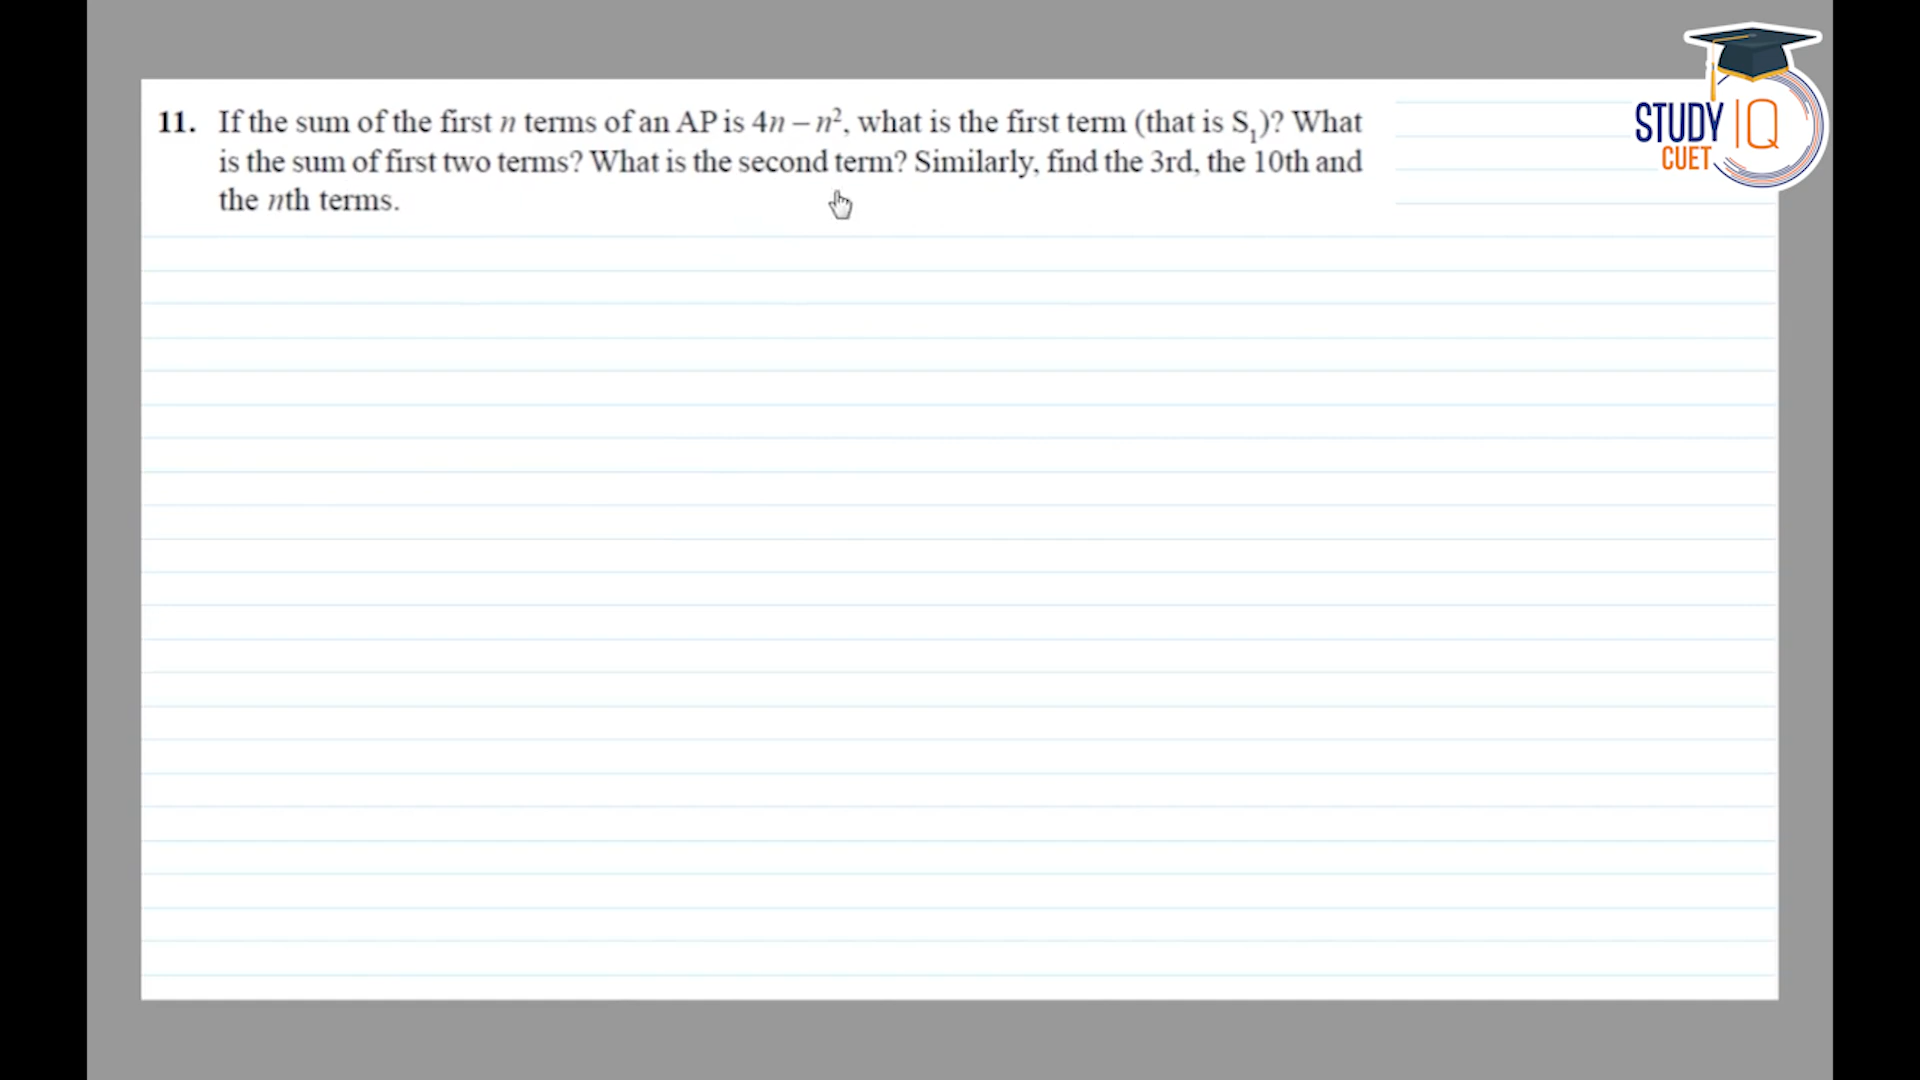 11. If the sum of the first n terms of an AP is 4n – n², what is the first term (that is S₁)? What
is the sum of first two terms? What is the second term? Similarly, find the 3rd, the 10th and
the nth terms.
STUDY IQ
CUET